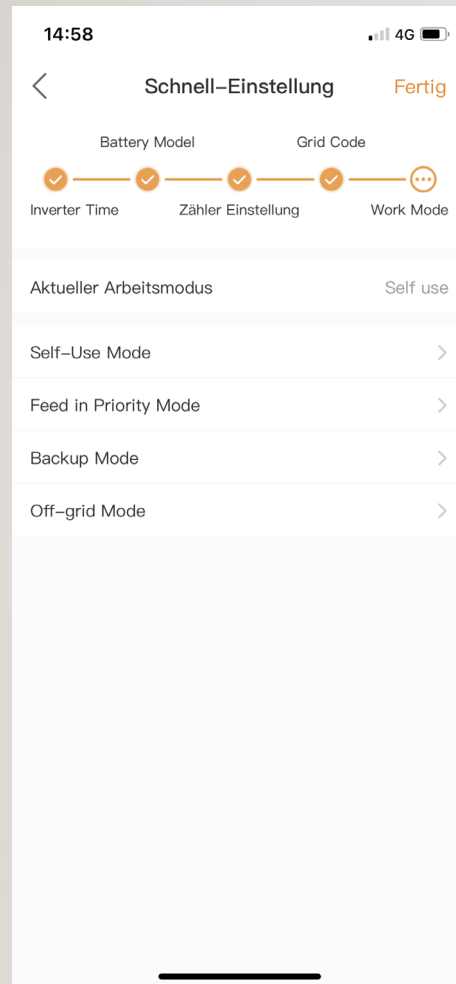 14:58
4G
Schnell-Einstellung
Fertig
Battery Model
Grid Code
Inverter Time
Zähler Einstellung
Work Mode
Aktueller Arbeitsmodus
Self use
Self-Use Mode
Feed in Priority Mode
Backup Mode
Off-grid Mode